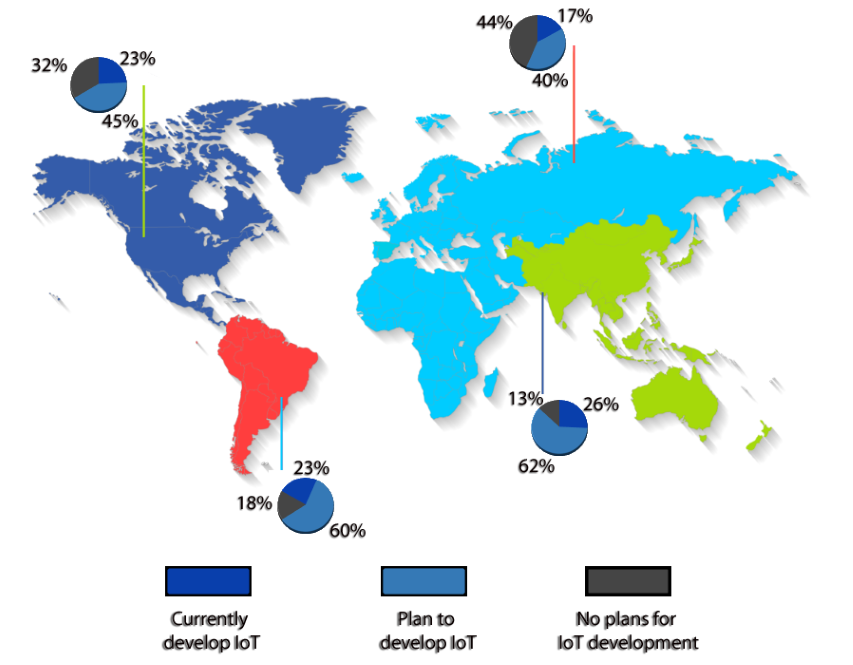 44%
17%
40%
32%
23%
45%
13%
26%
62%
23%
18%
60%
Currently
develop IoT
Plan to
develop IoT
No plans for
IoT development